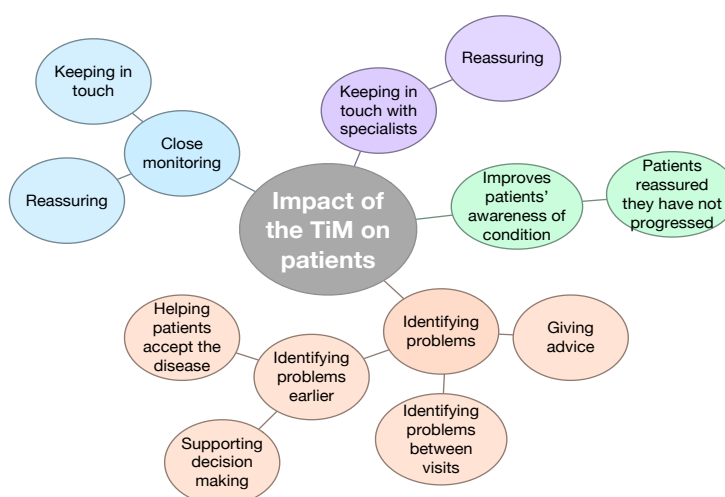 Keeping in
touch
Close
monitoring
Reassuring
Reassuring
Keeping in
touch with
specialists
Impact of
the TiM on
patients
Improves
patients’
awareness of
condition
Patients
reassured
they have not
progressed
Identifying
problems
Giving
advice
Identifying
problems
between
visits
Identifying
problems
earlier
Helping
patients
accept the
disease
Supporting
decision
making